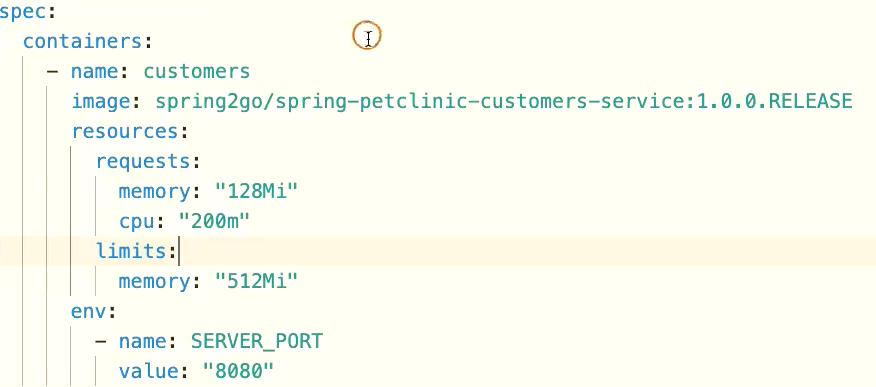 spec:
containers:
- name: customers
image: spring2go/spring-petclinic-customers-service:1.0.0.RELEASE
resources:
requests:
memory: "128Mi"
cpu: "200m"
limits:
memory: "512Mi"
env:
- name: SERVER_PORT
value: "8080"